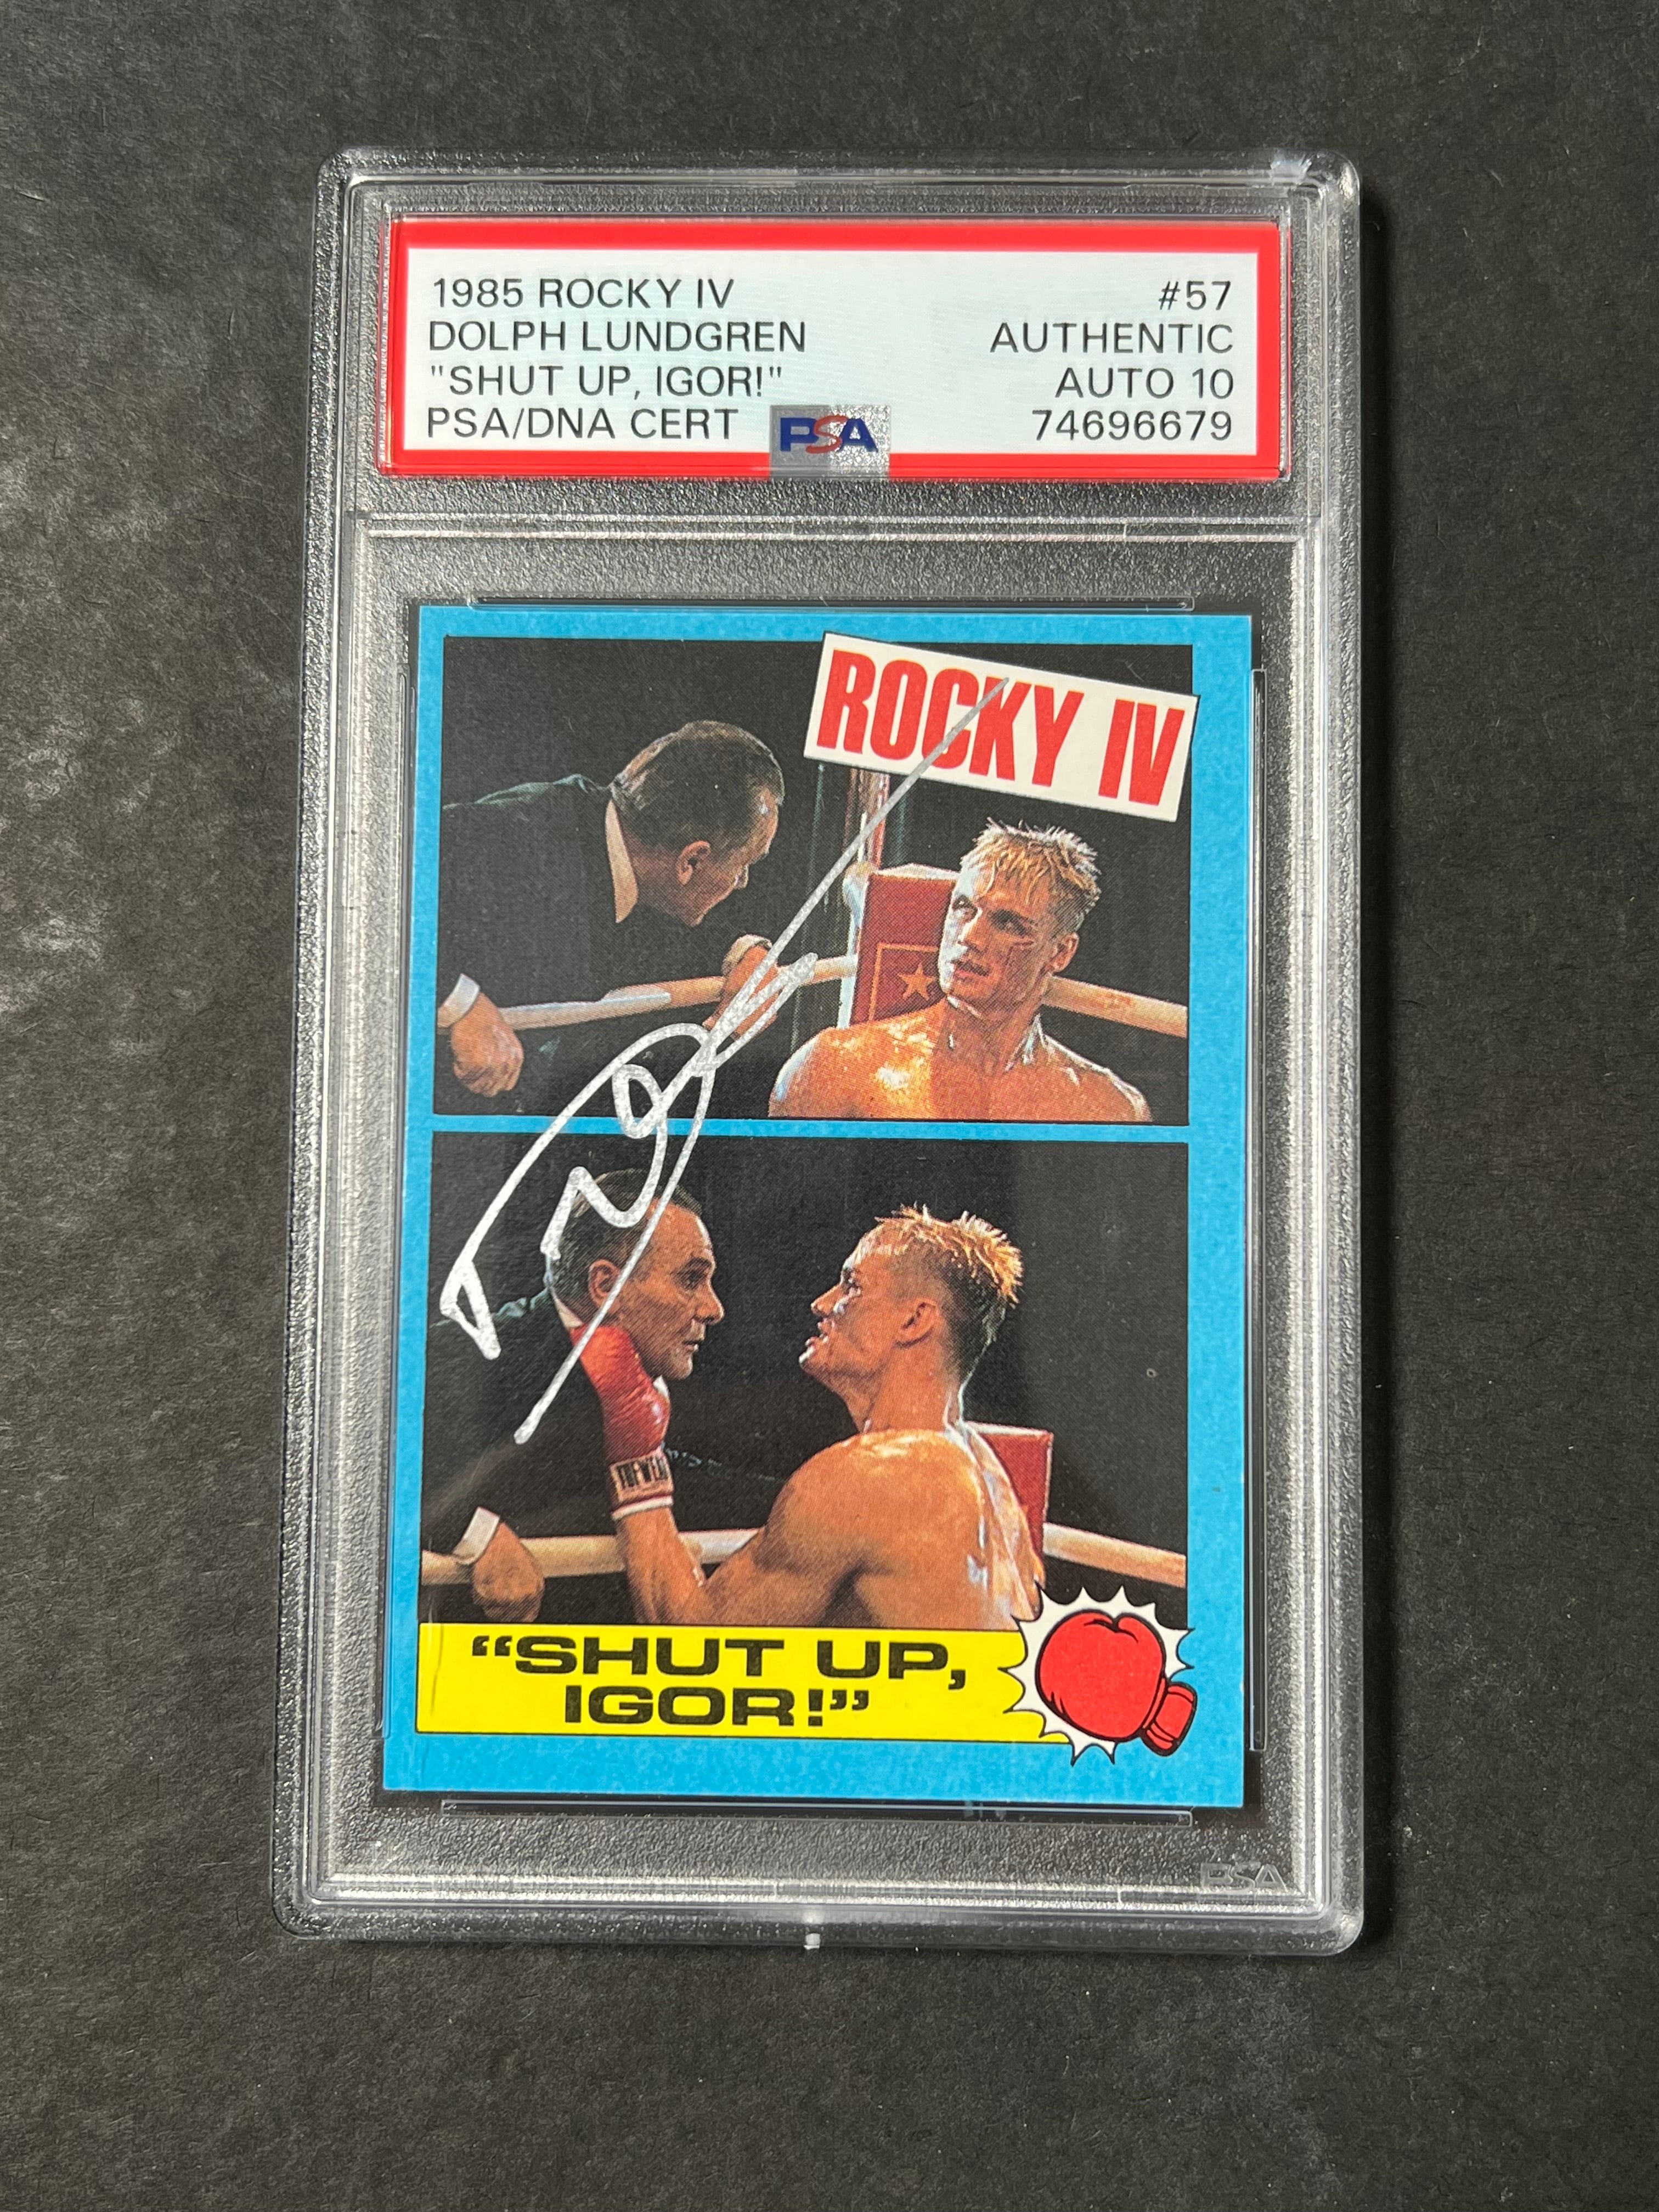 1985 ROCKY IV #57
DOLPH LUNDGREN AUTHENTIC
"SHUT UP, IGOR!" AUTO 10
PSA/DNA CERT PSA 74696679
ROCKY IV
“SHUT UP,
IGOR!”
PSA